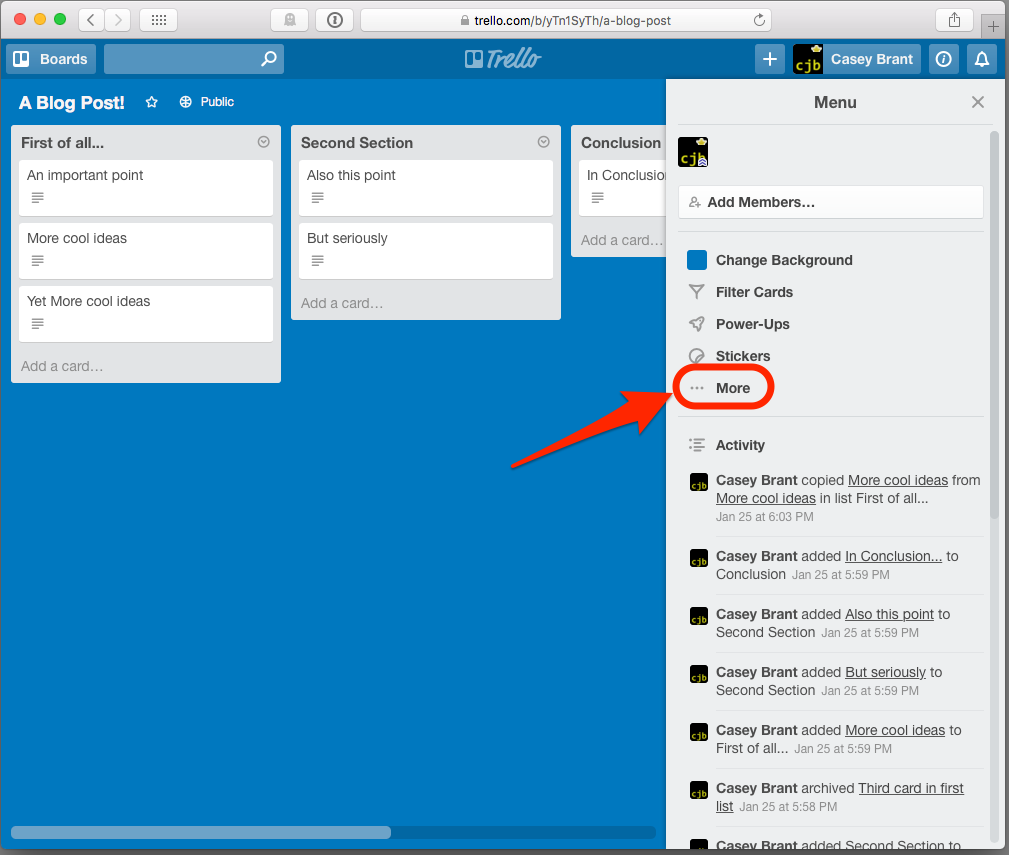 trello.com/b/yTn1SyTh/a-blog-post
Boards
Trello
cjb
Casey Brant
A Blog Post!
Public
First of all...
An important point
More cool ideas
Yet More cool ideas
Add a card…
Second Section
Also this point
But seriously
Add a card…
Conclusion
In Conclusion
Add a card…
Menu
cjb
Add Members…
Change Background
Filter Cards
Power-Ups
Stickers
More
Activity
cjb
Casey Brant copied More cool ideas from
More cool ideas in list First of all...
Jan 25 at 6:03 PM
cjb
Casey Brant added In Conclusion... to
Conclusion Jan 25 at 5:59 PM
cjb
Casey Brant added Also this point to
Second Section Jan 25 at 5:59 PM
cjb
Casey Brant added But seriously to
Second Section Jan 25 at 5:59 PM
cjb
Casey Brant added More cool ideas to
First of all... Jan 25 at 5:59 PM
cjb
Casey Brant archived Third card in first
list Jan 25 at 5:58 PM
Casey Brant added Second Section to